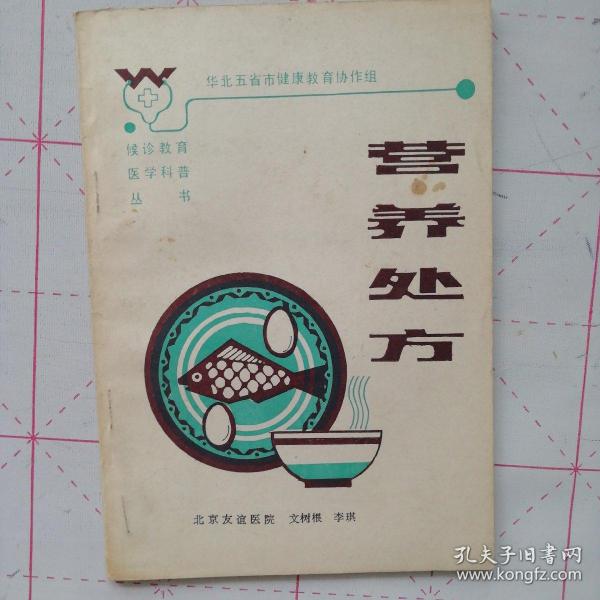 华北五省市健康教育协作组
候诊教育
医学科普
丛书
营养处方
北京友谊医院 文树根 李琪
孔夫子旧书网
www.kongfz.com